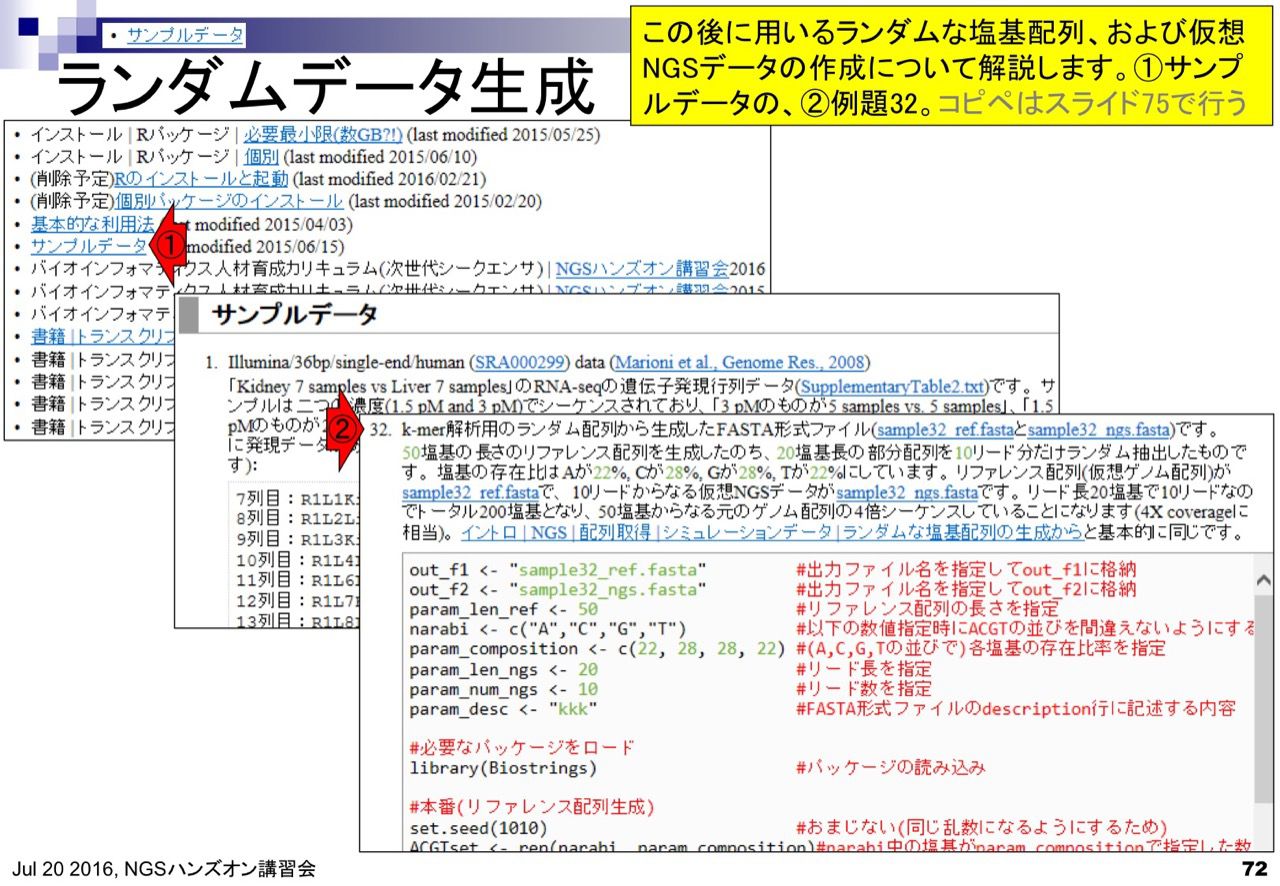 • サンプルデータ
ランダムデータ生成
この後に用いるランダムな塩基配列、および仮想
NGSデータの作成について解説します。①サンプ
ルデータの、②例題32。コピペはスライド75で行う
• インストール | Rパッケージ | 必要最小限(数GB?!) (last modified 2015/05/25)
• インストール | Rパッケージ | 個別 (last modified 2015/06/10)
• (削除予定)Rのインストールと起動 (last modified 2016/02/21)
• (削除予定)個別パッケージのインストール (last modified 2015/02/20)
• 基本的な利用法 modified 2015/04/03)
• サンプルデータ ① modified 2015/06/15)
• バイオインフォマティクス人材育成カリキュラム(次世代シークエンサ) | NGSハンズオン講習会2016
• バイオインフォマティクス人材育成カリキュラム(次世代シークエンサ) | NGSハンズオン講習会2015
• バイオインフォマテ
• 書籍 | トランスクリプ
• 書籍 | トランスクリプ
• 書籍 | トランスクリプ
• 書籍 | トランスクリプ
• 書籍 | トランスクリプ
サンプルデータ
1. Illumina/36bp/single-end/human (SRA000299) data (Marioni et al., Genome Res., 2008)
「Kidney 7 samples vs Liver 7 samples」のRNA-seqの遺伝子発現行列データ(SupplementaryTable2.txt)です。サ
ンプルは二つの濃度(1.5 pM and 3 pM)でシーケンスされており、「3 pMのものが5 samples vs. 5 samples」、「1.5
pMのものが
に発現データ
す):
7列目：R1L1Ki
8列目：R1L2Li
9列目：R1L3Ki
10列目：R1L4
11列目：R1L6
12列目：R1L7
13列目：R1L8
②
32. k-mer解析用のランダム配列から生成したFASTA形式ファイル(sample32_ref.fastaとsample32_ngs.fasta)です。
50塩基の長さのリファレンス配列を生成したのち、20塩基長の部分配列を10リード分だけランダム抽出したもので
す。塩基の存在比はAが22%, Cが28%, Gが28%, Tが22%にしています。リファレンス配列(仮想ゲノム配列)が
sample32_ref.fastaで、10リードからなる仮想NGSデータがsample32_ngs.fastaです。リード長20塩基で10リードなの
でトータル200塩基となり、50塩基からなる元のゲノム配列の4倍シーケンスしていることになります(4X coverageに
相当)。イントロ | NGS | 配列取得 | シミュレーションデータ | ランダムな塩基配列の生成からと基本的に同じです。
out_f1 <- "sample32_ref.fasta" #出力ファイル名を指定してout_f1に格納
out_f2 <- "sample32_ngs.fasta" #出力ファイル名を指定してout_f2に格納
param_len_ref <- 50 #リファレンス配列の長さを指定
narabi <- c("A","C","G","T") #以下の数値指定時にACGTの並びを間違えないようにする
param_composition <- c(22, 28, 28, 22) #(A,C,G,Tの並びで)各塩基の存在比率を指定
param_len_ngs <- 20 #リード長を指定
param_num_ngs <- 10 #リード数を指定
param_desc <- "kkk" #FASTA形式ファイルのdescription行に記述する内容
#必要なパッケージをロード
library(Biostrings) #パッケージの読み込み
#本番(リファレンス配列生成)
set.seed(1010) #おまじない(同じ乱数になるようにするため)
ACGTset <- rep(narabi, param_composition)#narabi中の塩基がparam_compositionで指定した数
Jul 20 2016, NGSハンズオン講習会
72